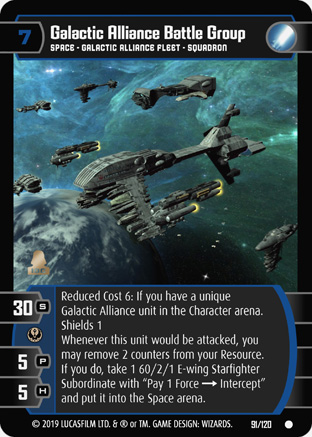 7
Galactic Alliance Battle Group
SPACE - GALACTIC ALLIANCE FLEET - SQUADRON
30 S
5 P
5 H
Reduced Cost 6: If you have a unique
Galactic Alliance unit in the Character arena.
Shields 1
Whenever this unit would be attacked, you
may remove 2 counters from your Resource.
If you do, take 1 60/2/1 E-wing Starfighter
Subordinate with “Pay 1 Force → Intercept”
and put it into the Space arena.
© 2019 LUCASFILM LTD. & ® or TM. GAME DESIGN: WIZARDS. 91/120